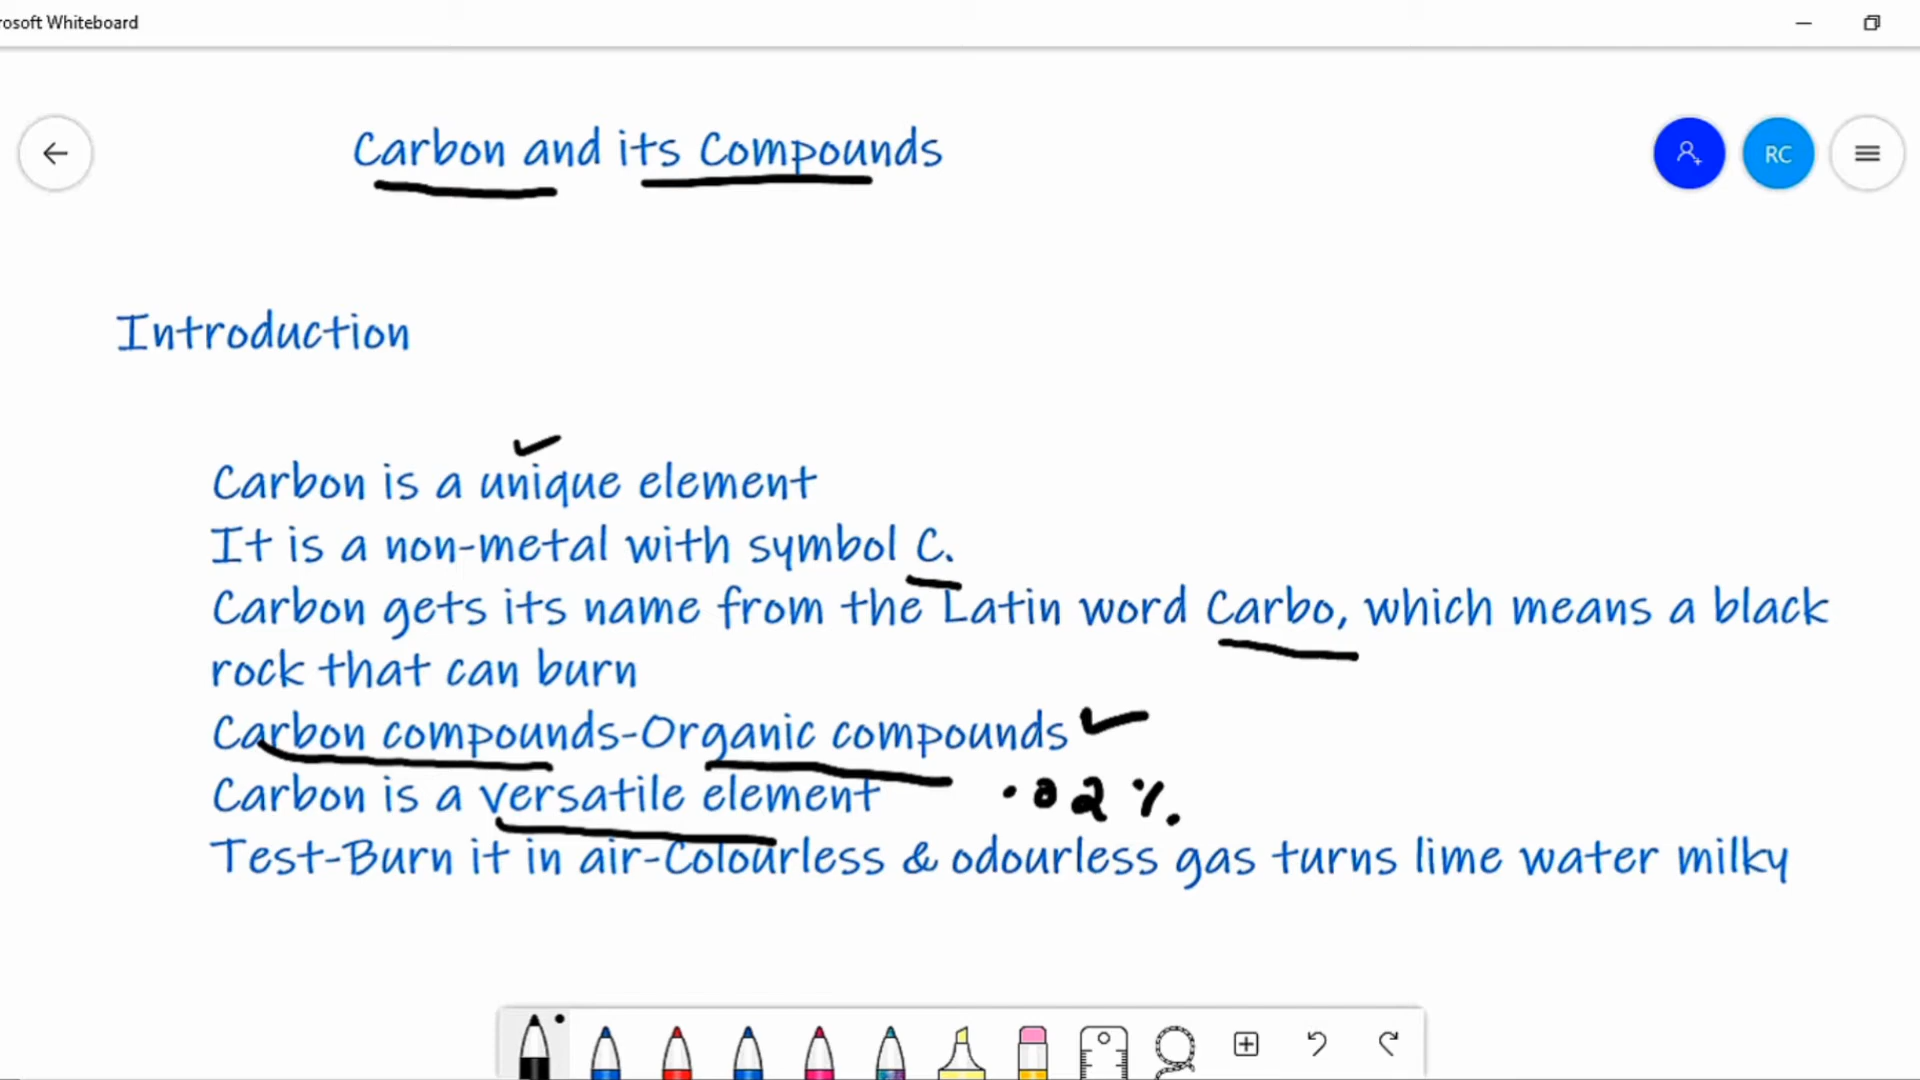 rosoft Whiteboard
Carbon and its Compounds
RC
Introduction
Carbon is a unique element
It is a non-metal with symbol C.
Carbon gets its name from the Latin word Carbo, which means a black
rock that can burn
Carbon compounds-Organic compounds
Carbon is a versatile element .02%.
Test-Burn it in air-Colourless & odourless gas turns lime water milky